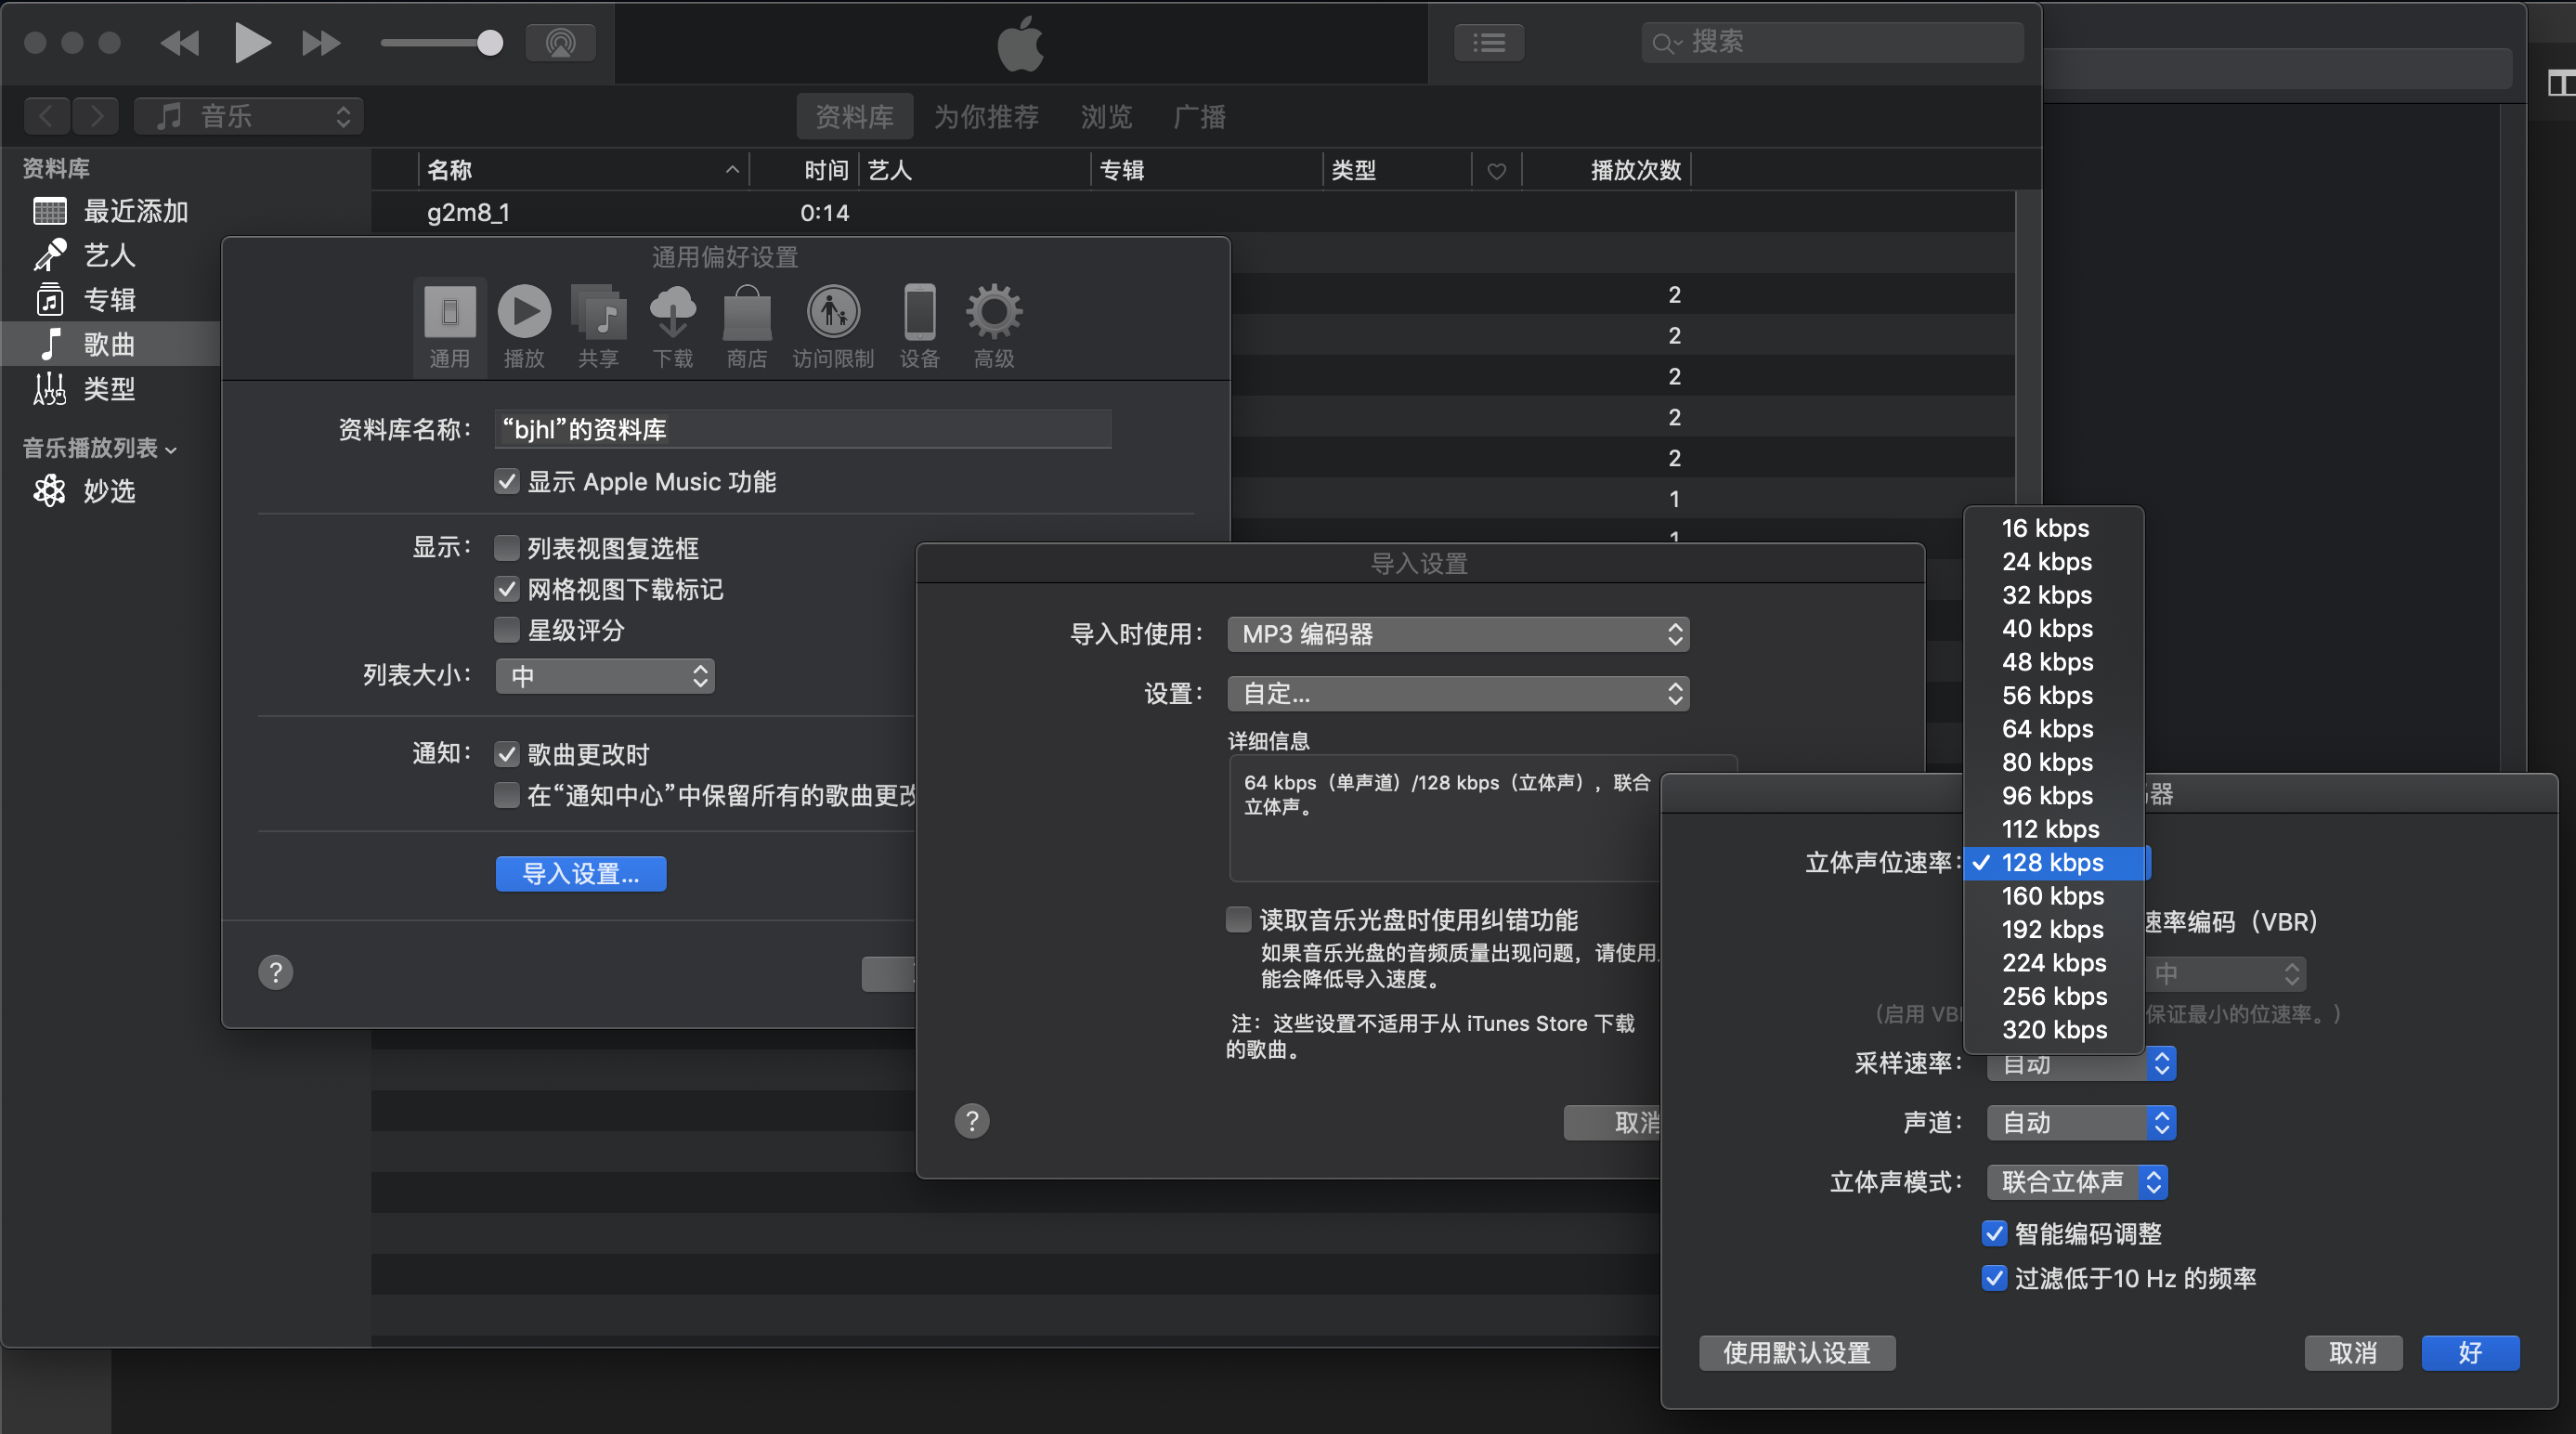 搜索
音乐
资料库 为你推荐 浏览 广播
资料库
最近添加
艺人
专辑
歌曲
类型
音乐播放列表
妙选
名称 时间 艺人 专辑 类型 播放次数
g2m8_1 0:14
2
2
2
2
2
1
1
通用偏好设置
通用 播放 共享 下载 商店 访问限制 设备 高级
资料库名称： “bjhl”的资料库
显示 Apple Music 功能
显示： 列表视图复选框
网格视图下载标记
星级评分
列表大小： 中
通知： 歌曲更改时
在“通知中心”中保留所有的歌曲更改
导入设置...
?
导入设置
导入时使用： MP3 编码器
设置： 自定...
详细信息
64 kbps（单声道）/128 kbps（立体声），联合
立体声。
读取音乐光盘时使用纠错功能
如果音乐光盘的音频质量出现问题，请使用
能会降低导入速度。
注：这些设置不适用于从 iTunes Store 下载
的歌曲。
?
取消
器
立体声位速率：
16 kbps
24 kbps
32 kbps
40 kbps
48 kbps
56 kbps
64 kbps
80 kbps
96 kbps
112 kbps
128 kbps
160 kbps
192 kbps
224 kbps
256 kbps
320 kbps
速率编码（VBR）
中
（启用 VB
保证最小的位速率。）
采样速率： 自动
声道： 自动
立体声模式： 联合立体声
智能编码调整
过滤低于10 Hz 的频率
使用默认设置 取消 好